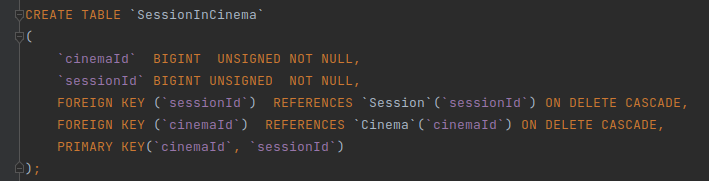 CREATE TABLE `SessionInCinema`
(
`cinemaId`  BIGINT  UNSIGNED NOT NULL,
`sessionId` BIGINT UNSIGNED  NOT NULL,
FOREIGN KEY (`sessionId`)  REFERENCES `Session`(`sessionId`) ON DELETE CASCADE,
FOREIGN KEY (`cinemaId`)  REFERENCES `Cinema`(`cinemaId`) ON DELETE CASCADE,
PRIMARY KEY(`cinemaId`, `sessionId`)
);